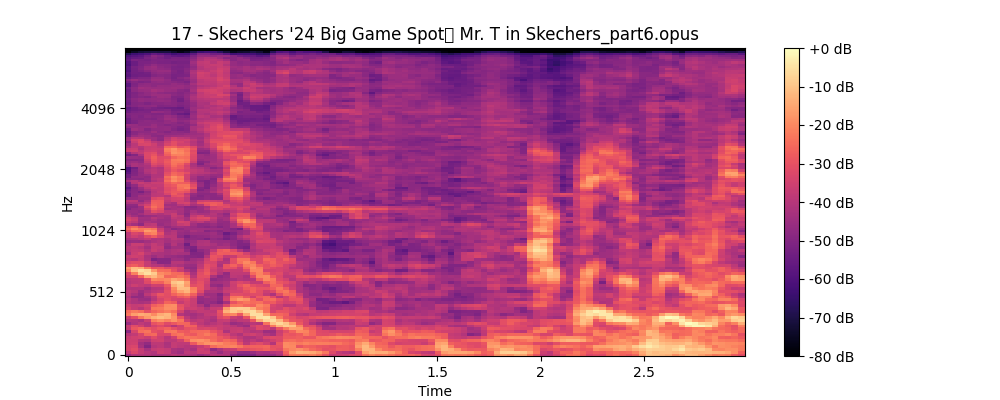 17 - Skechers '24 Big Game Spot▯ Mr. T in Skechers_part6.opus
+0 dB
-10 dB
-20 dB
-30 dB
-40 dB
-50 dB
-60 dB
-70 dB
-80 dB
4096
2048
1024
512
0
Hz
0
0.5
1
1.5
2
2.5
Time